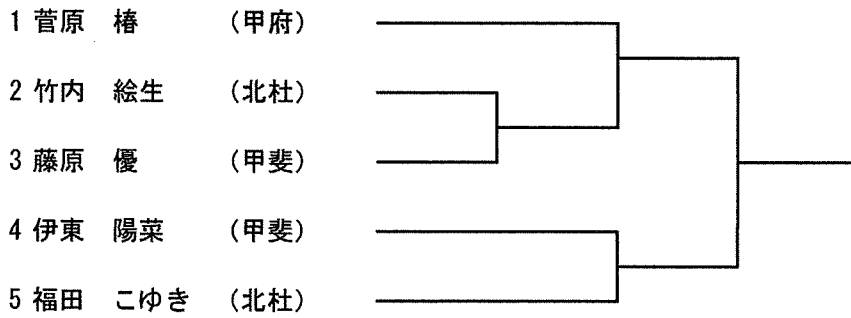 1 菅原 椿 (甲府)
2 竹内 絵生 (北杜)
3 藤原 優 (甲斐)
4 伊東 陽菜 (甲斐)
5 福田 こゆき (北杜)